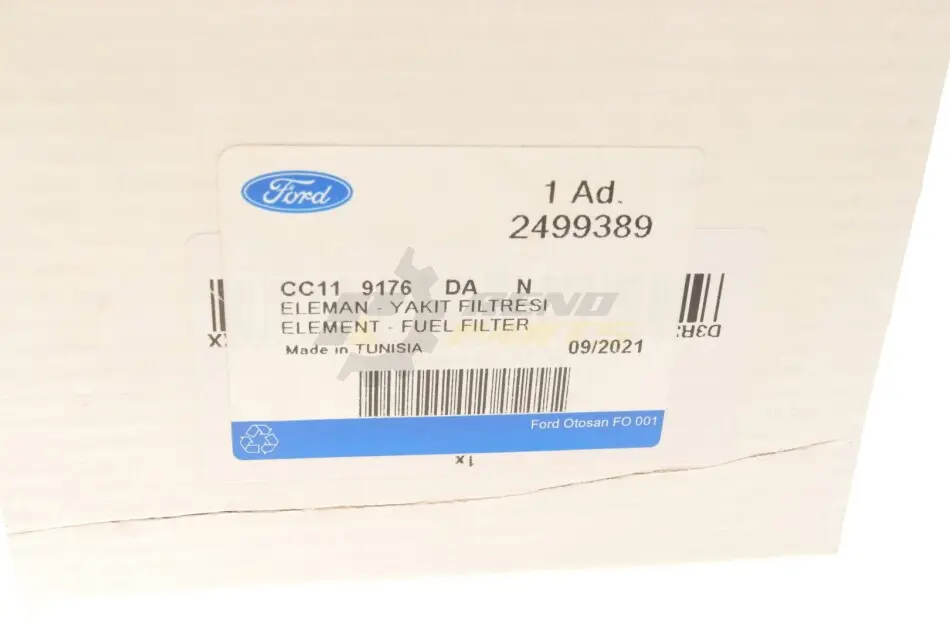 Ford
1 Ad.
2499389
CC11 9176 DA N
ELEMAN - YAKIT FILTRESI
ELEMENT - FUEL FILTER
Made in TUNISIA 09/2021
Ford Otosan FO 001
1x